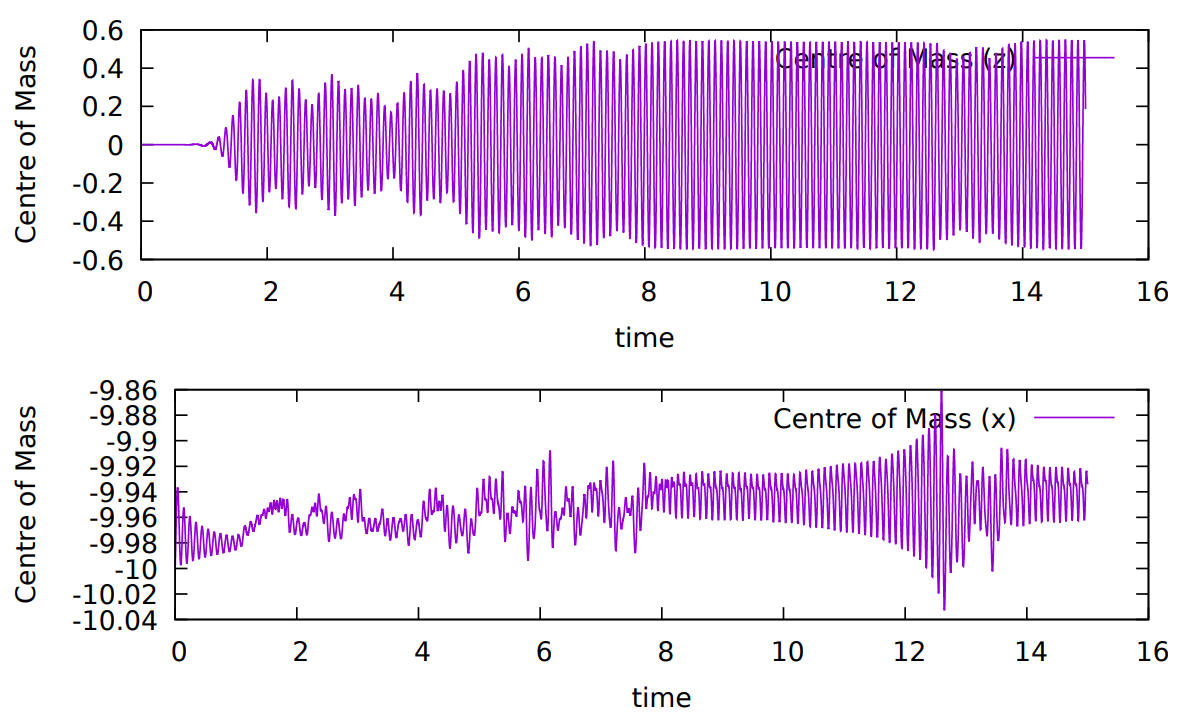 Centre of Mass
0.6
0.4
0.2
0
-0.2
-0.4
-0.6
Centre of Mass (z)
0 2 4 6 8 10 12 14 16
time
Centre of Mass
-9.86
-9.88
-9.9
-9.92
-9.94
-9.96
-9.98
-10
-10.02
-10.04
Centre of Mass (x)
0 2 4 6 8 10 12 14 16
time